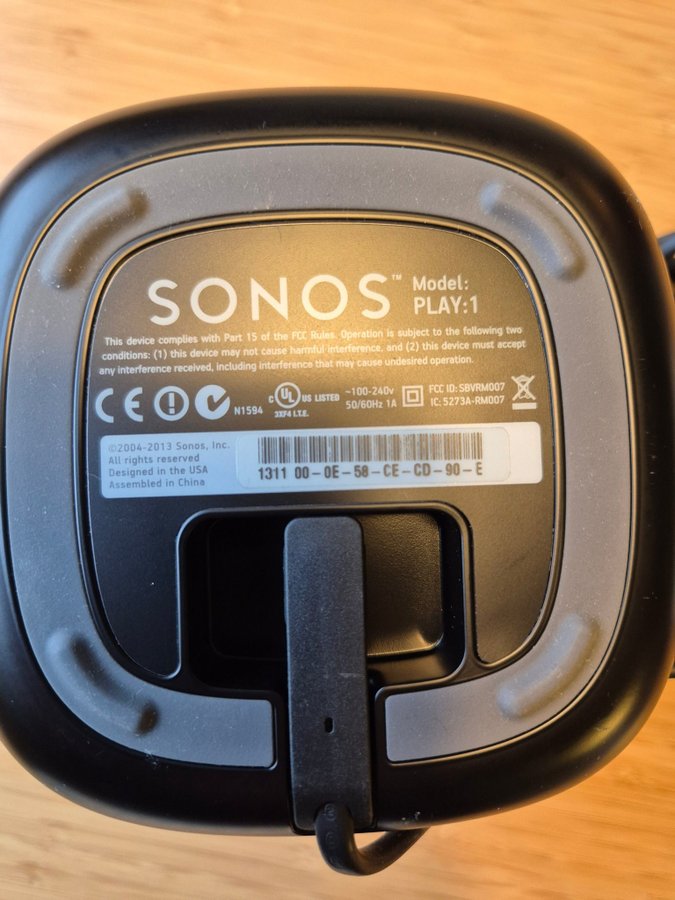 SONOS™ Model:
PLAY:1
This device complies with Part 15 of the FCC Rules. Operation is subject to the following two
conditions: (1) this device may not cause harmful interference, and (2) this device must accept
any interference received, including interference that may cause undesired operation.
CE N1594 C UL US LISTED ~100-240v FCC ID: SBVRM007
3XF4 I.T.E. 50/60Hz 1A IC: 5273A-RM007
©2004-2013 Sonos, Inc.
All rights reserved
Designed in the USA
Assembled in China
1311 00-0E-58-CE-CD-90-E